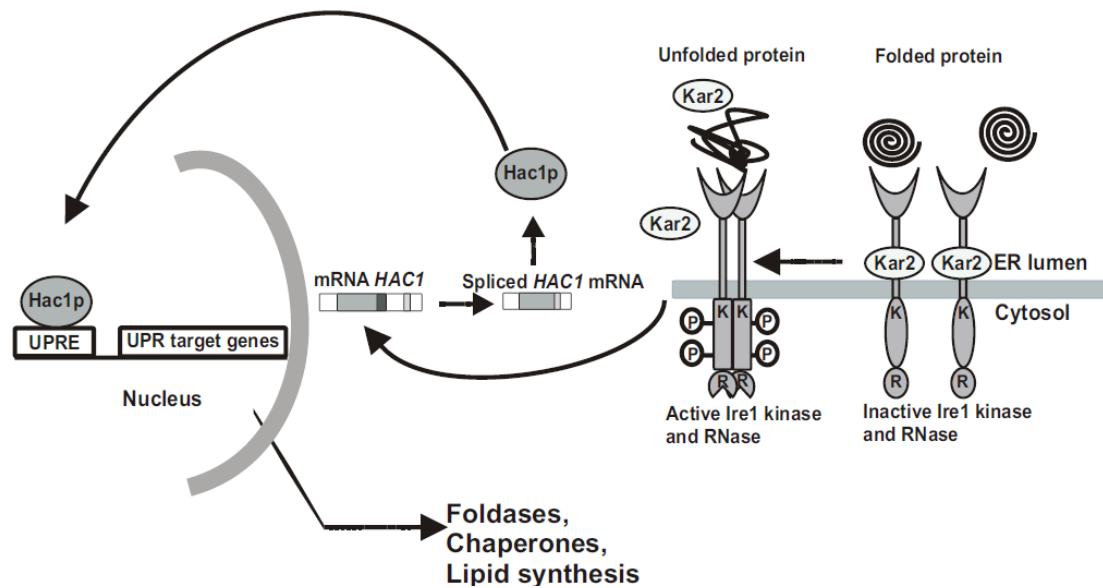 Unfolded protein
Folded protein
Kar2
Hac1p
Kar2
Kar2
Kar2
ER lumen
mRNA HAC1
Spliced HAC1 mRNA
Cytosol
Hac1p
UPRE
UPR target genes
P
K
K
P
P
P
R
R
K
K
R
R
Nucleus
Active Ire1 kinase
and RNase
Inactive Ire1 kinase
and RNase
Foldases,
Chaperones,
Lipid synthesis